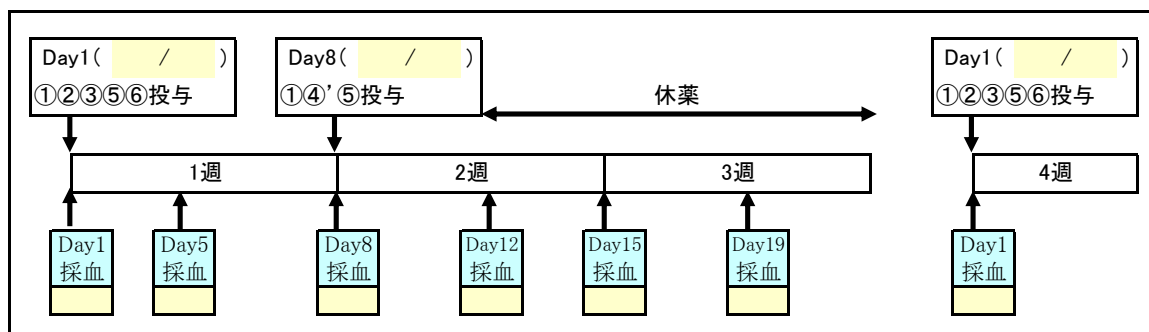 Day1( / )
①②③⑤⑥投与
Day8( / )
①④'⑤投与
休薬
Day1( / )
①②③⑤⑥投与
1週
2週
3週
4週
Day1
採血
Day5
採血
Day8
採血
Day12
採血
Day15
採血
Day19
採血
Day1
採血